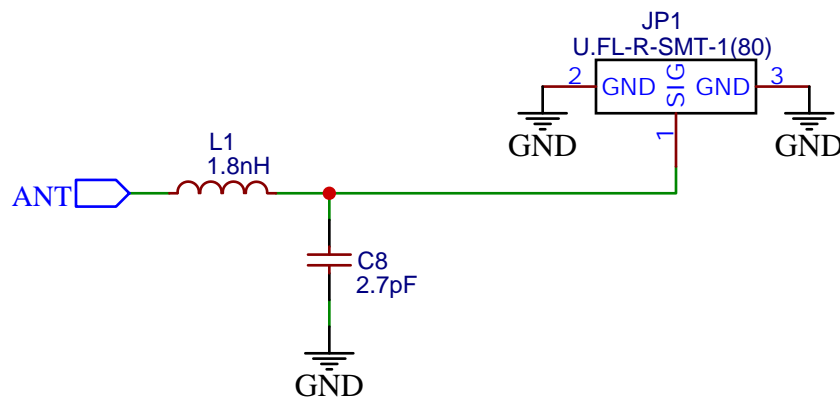 JP1
U.FL-R-SMT-1(80)
2
GND
SIG
GND
3
1
GND
GND
L1
1.8nH
ANT
C8
2.7pF
GND